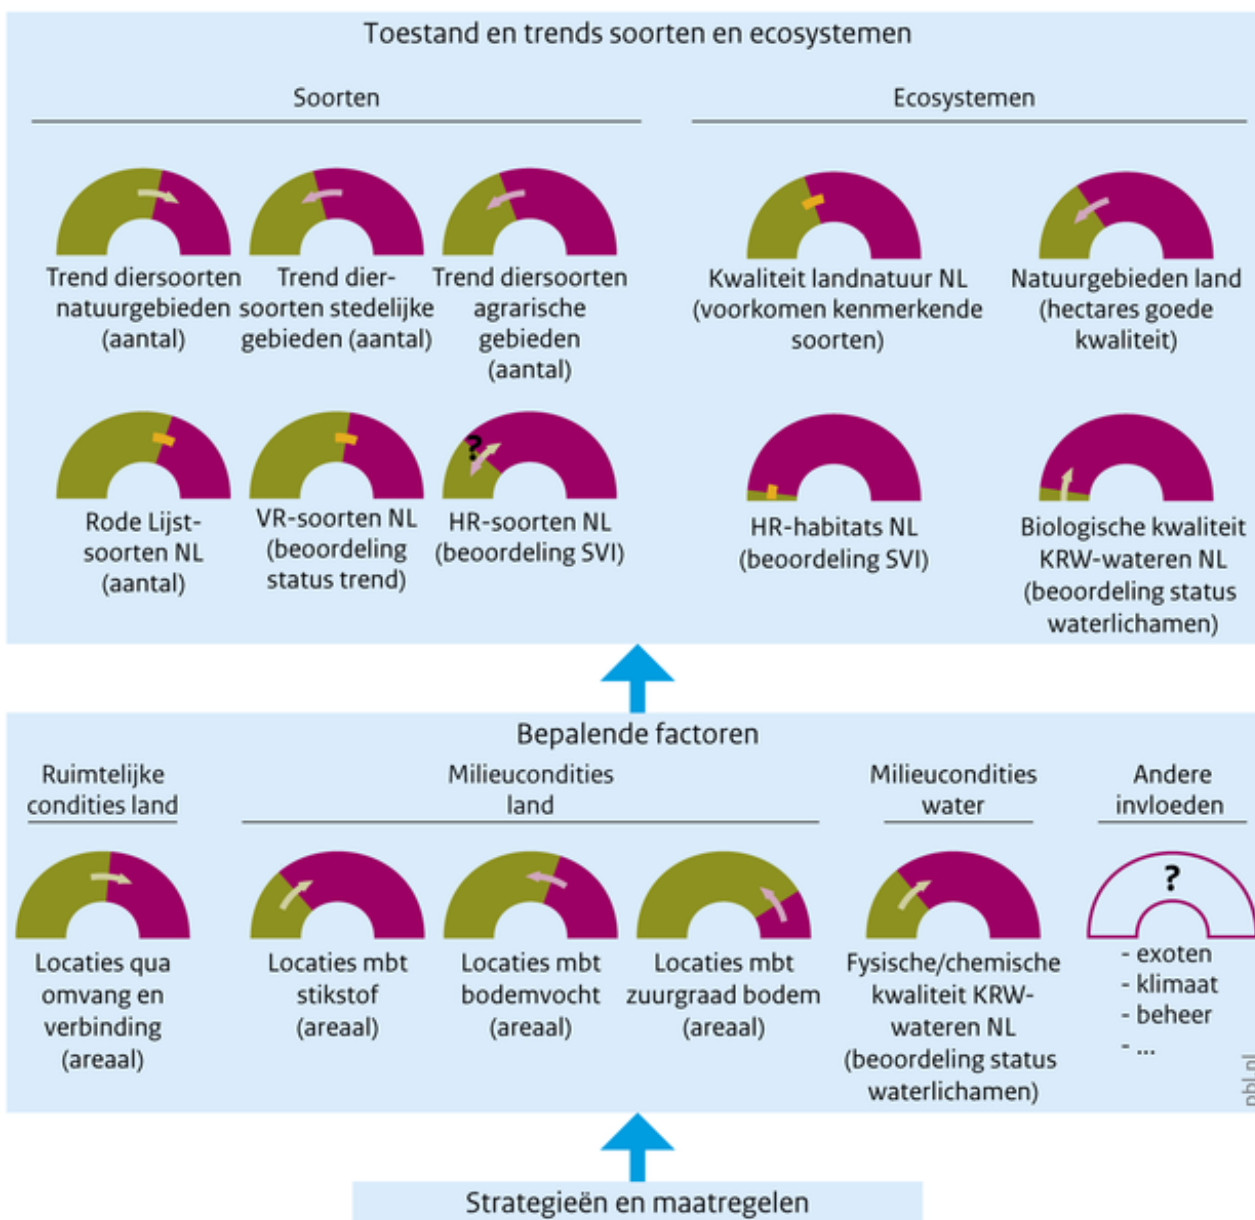 Toestand en trends soorten en ecosystemen
Soorten
Ecosystemen
Trend diersoorten
natuurgebieden
(aantal)
Trend dier-
soorten stedelijke
gebieden (aantal)
Trend diersoorten
agrarische
gebieden
(aantal)
Kwaliteit landnatuur NL
(voorkomen kenmerkende
soorten)
Natuurgebieden land
(hectares goede
kwaliteit)
?
Rode Lijst-
soorten NL
(aantal)
VR-soorten NL
(beoordeling
status trend)
HR-soorten NL
(beoordeling SVI)
HR-habitats NL
(beoordeling SVI)
Biologische kwaliteit
KRW-wateren NL
(beoordeling status
waterlichamen)
Bepalende factoren
Ruimtelijke
condities land
Milieucondities
land
Milieucondities
water
Andere
invloeden
?
Locaties qua
omvang en
verbinding
(areaal)
Locaties mbt
stikstof
(areaal)
Locaties mbt
bodemvocht
(areaal)
Locaties mbt
zuurgraad bodem
(areaal)
Fysische/chemische
kwaliteit KRW-
wateren NL
(beoordeling status
waterlichamen)
- exoten
- klimaat
- beheer
- ...
pbl.nl
Strategieën en maatregelen